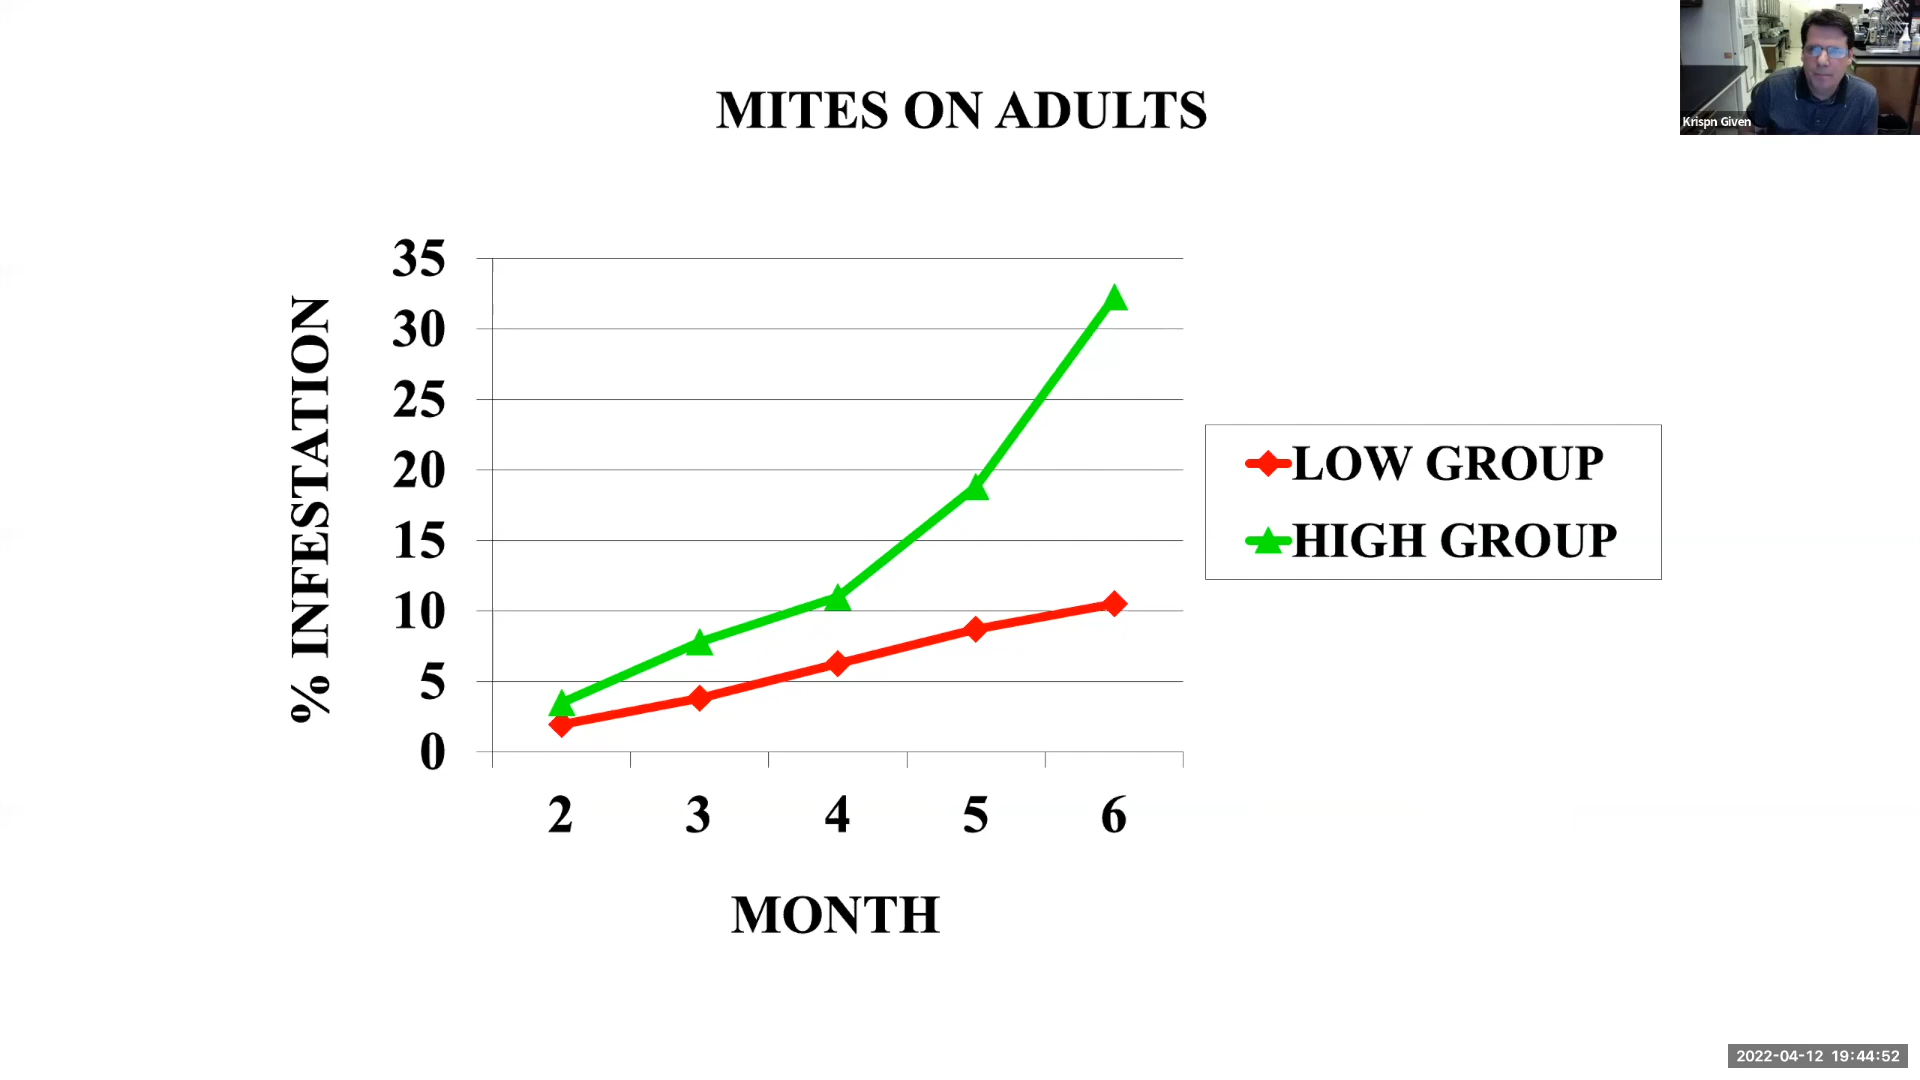 MITES ON ADULTS
Krispn Given
% INFESTATION
35
30
25
20
15
10
5
0
2 3 4 5 6
MONTH
LOW GROUP
HIGH GROUP
2022-04-12 19:44:52